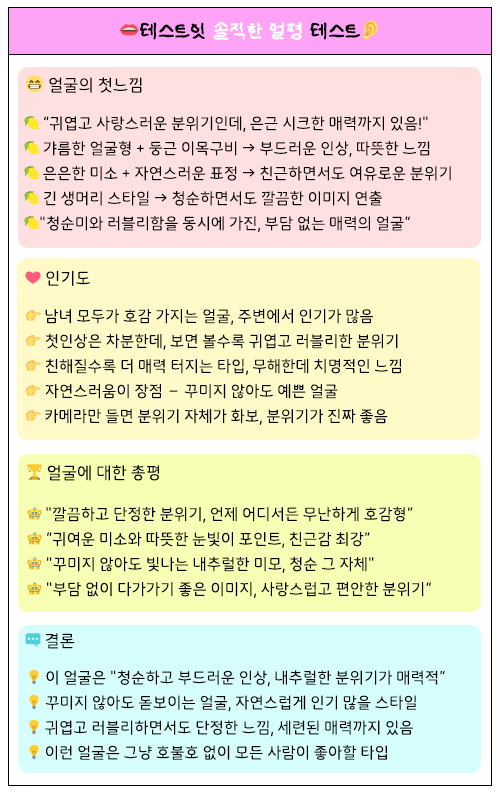 테스트잇 솔직한 얼평 테스트
얼굴의 첫느낌
“귀엽고 사랑스러운 분위기인데, 은근 시크한 매력까지 있음!"
갸름한 얼굴형 + 둥근 이목구비 → 부드러운 인상, 따뜻한 느낌
은은한 미소 + 자연스러운 표정 → 친근하면서도 여유로운 분위기
긴 생머리 스타일 → 청순하면서도 깔끔한 이미지 연출
"청순미와 러블리함을 동시에 가진, 부담 없는 매력의 얼굴“
인기도
남녀 모두가 호감 가지는 얼굴, 주변에서 인기가 많음
첫인상은 차분한데, 보면 볼수록 귀엽고 러블리한 분위기
친해질수록 더 매력 터지는 타입, 무해한데 치명적인 느낌
자연스러움이 장점 – 꾸미지 않아도 예쁜 얼굴
카메라만 들면 분위기 자체가 화보, 분위기가 진짜 좋음
얼굴에 대한 총평
"깔끔하고 단정한 분위기, 언제 어디서든 무난하게 호감형“
“귀여운 미소와 따뜻한 눈빛이 포인트, 친근감 최강”
"꾸미지 않아도 빛나는 내추럴한 미모, 청순 그 자체"
"부담 없이 다가가기 좋은 이미지, 사랑스럽고 편안한 분위기“
결론
이 얼굴은 "청순하고 부드러운 인상, 내추럴한 분위기가 매력적“
꾸미지 않아도 돋보이는 얼굴, 자연스럽게 인기 많을 스타일
귀엽고 러블리하면서도 단정한 느낌, 세련된 매력까지 있음
이런 얼굴은 그냥 호불호 없이 모든 사람이 좋아할 타입